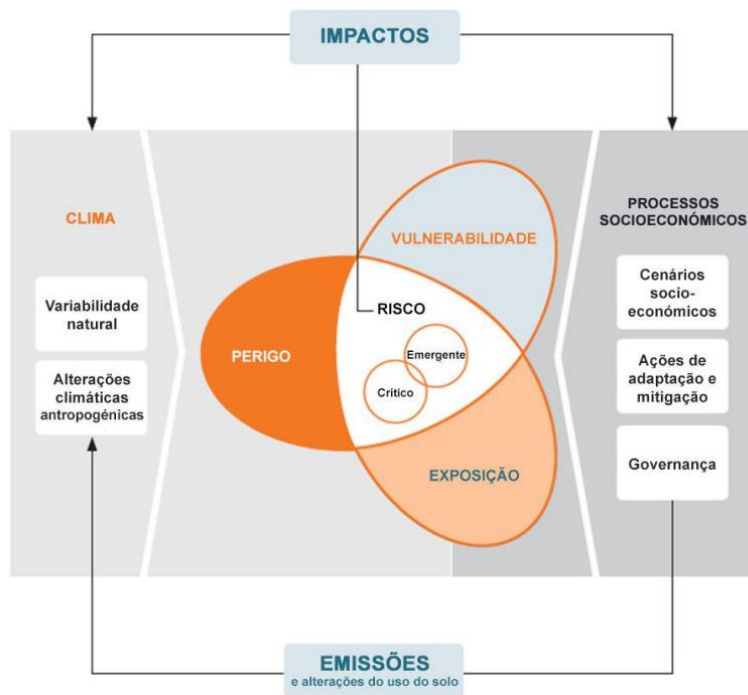 IMPACTOS
CLIMA
Variabilidade
natural
Alterações
climáticas
antropogénicas
PERIGO
VULNERABILIDADE
RISCO
Emergente
Crítico
EXPOSIÇÃO
PROCESSOS
SOCIOECONÓMICOS
Cenários
socio-
económicos
Ações de
adaptação e
mitigação
Governança
EMISSÕES
e alterações do uso do solo